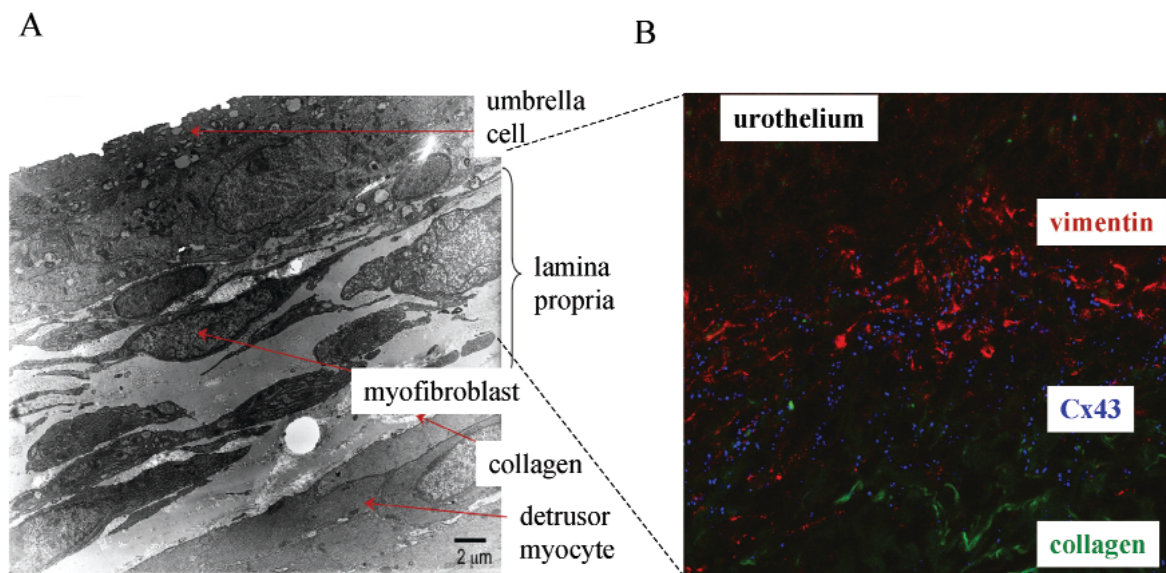 A
B
umbrella
cell
urothelium
vimentin
lamina
propria
myofibroblast
Cx43
collagen
detrusor
myocyte
2 μm
collagen